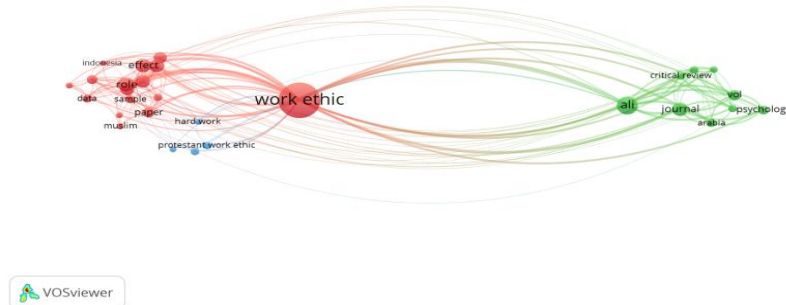 indonesia
effect
role
data
sample
paper
muslim
work ethic
hard work
protestant work ethic
critical review
ali
journal
vol
psycholog
arabia
VOSviewer